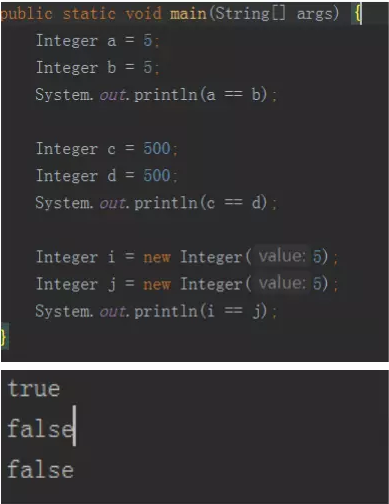 public static void main(String[] args) {
Integer a = 5;
Integer b = 5;
System.out.println(a == b);
Integer c = 500;
Integer d = 500;
System.out.println(c == d);
Integer i = new Integer( value: 5);
Integer j = new Integer( value: 5);
System.out.println(i == j);
}
true
false
false